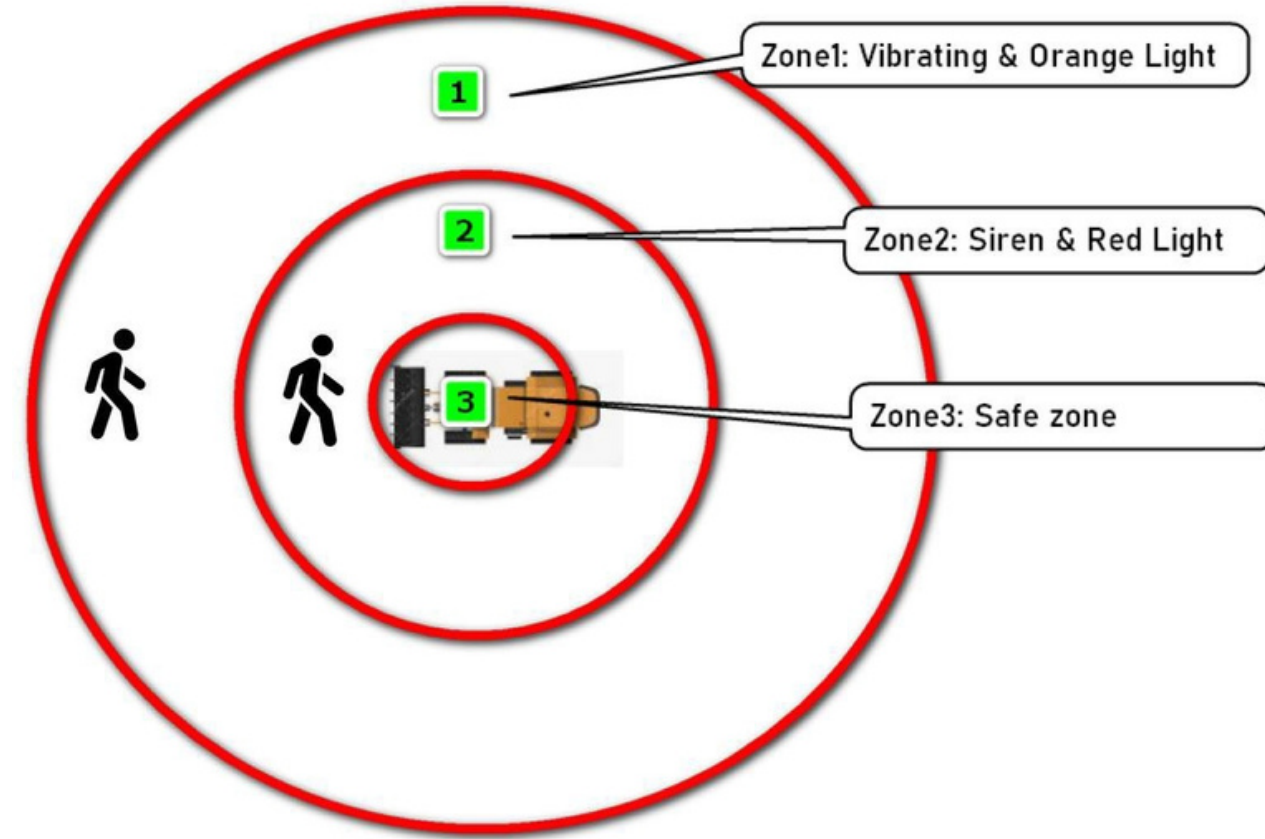 1
Zone1: Vibrating & Orange Light
2
Zone2: Siren & Red Light
3
Zone3: Safe zone